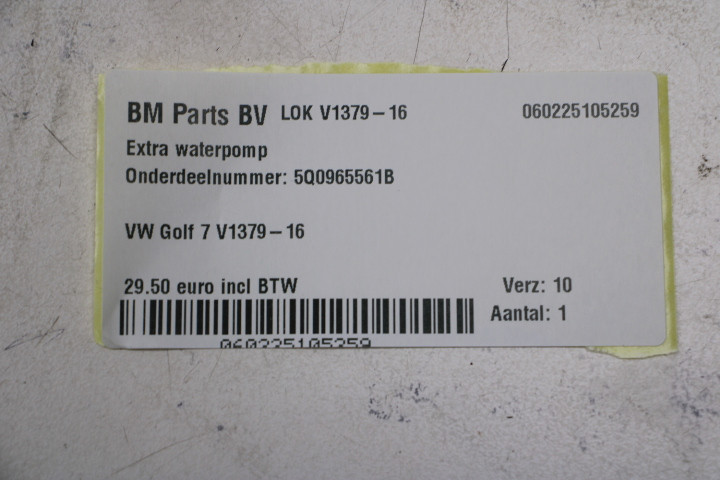 BM Parts BV LOK V1379-16 060225105259
Extra waterpomp
Onderdeelnummer: 5Q0965561B
VW Golf 7 V1379-16
29.50 euro incl BTW Verz: 10
Aantal: 1
060225105259